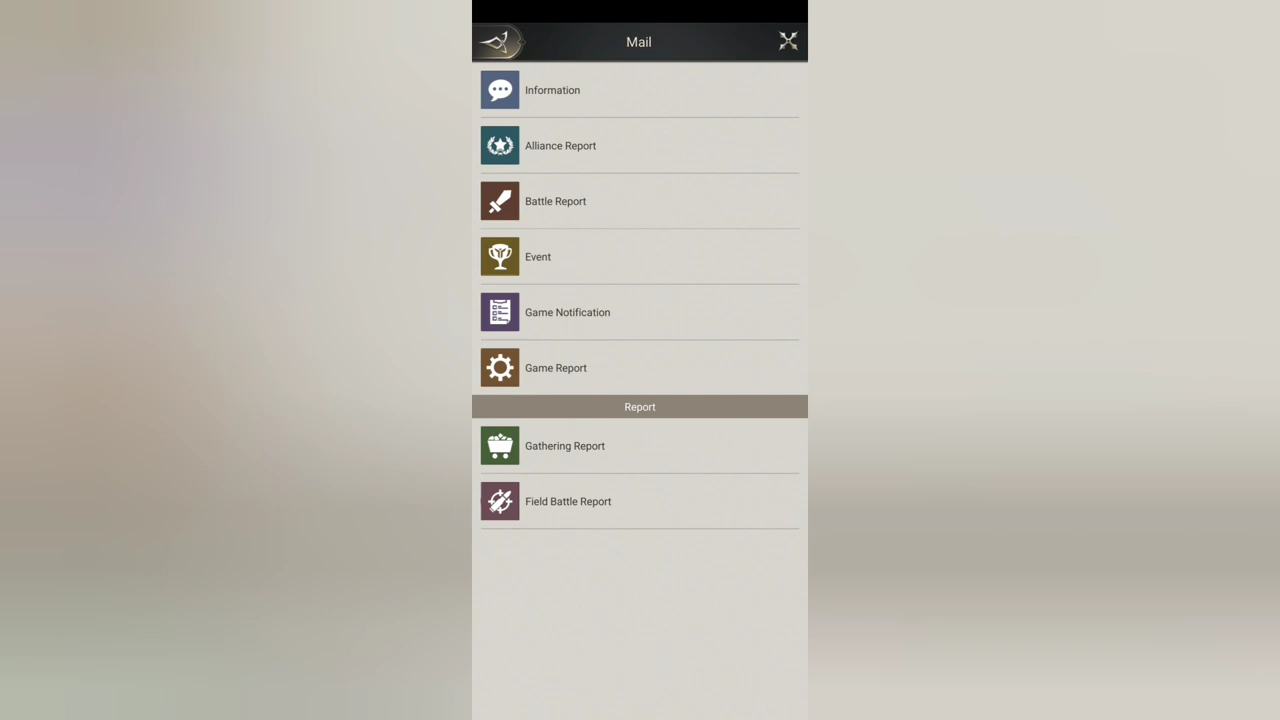 Mail
Information
Alliance Report
Battle Report
Event
Game Notification
Game Report
Report
Gathering Report
Field Battle Report